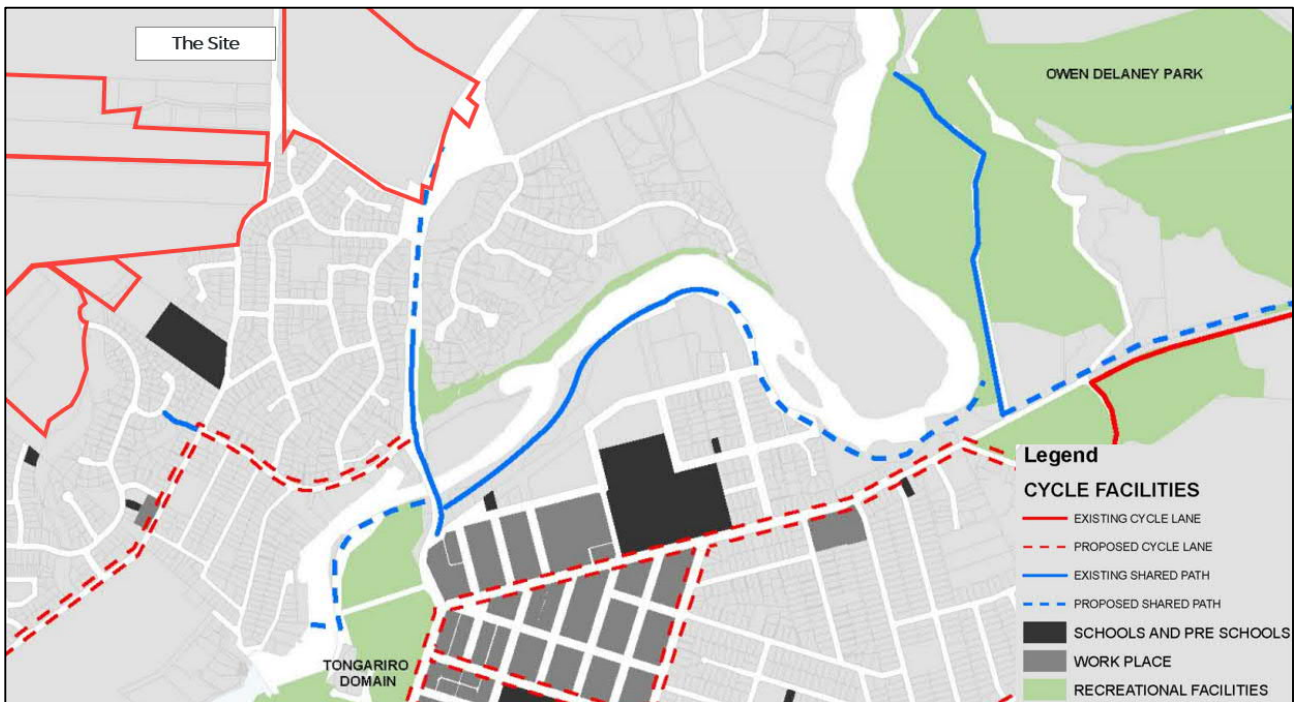 The Site
OWEN DELANEY PARK
TONGARIRO
DOMAIN
Legend
CYCLE FACILITIES
EXISTING CYCLE LANE
PROPOSED CYCLE LANE
EXISTING SHARED PATH
PROPOSED SHARED PATH
SCHOOLS AND PRE SCHOOLS
WORK PLACE
RECREATIONAL FACILITIES